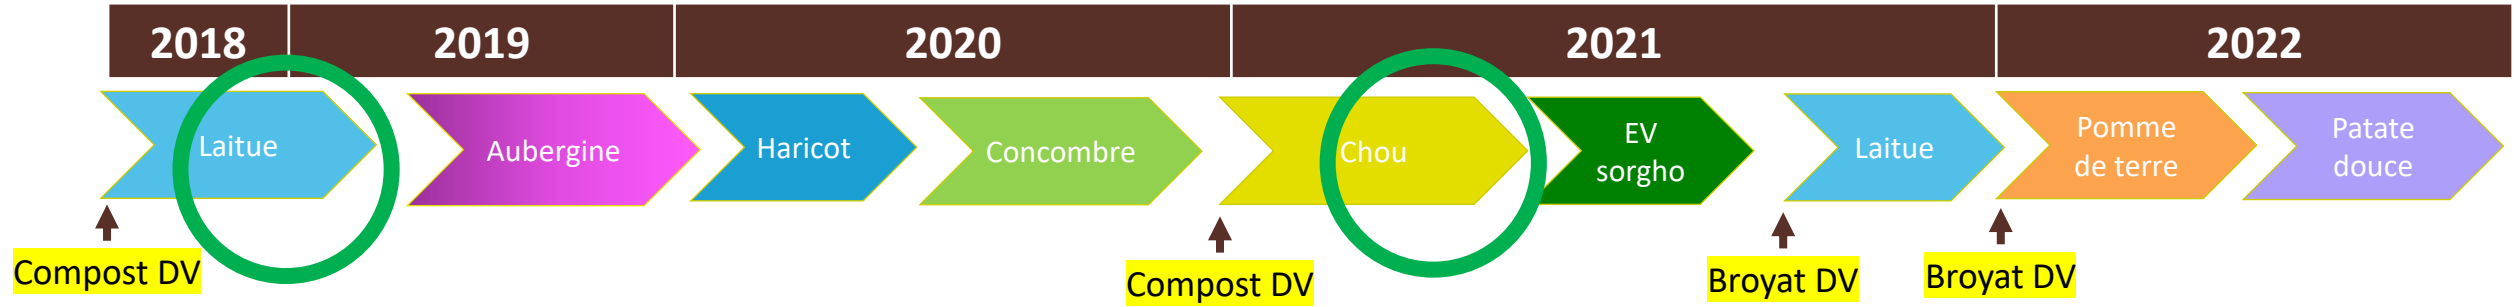 2018
2019
2020
2021
2022
Laitue
Aubergine
Haricot
Concombre
Chou
EV
sorgho
Laitue
Pomme
de terre
Patate
douce
Compost DV
Compost DV
Broyat DV
Broyat DV